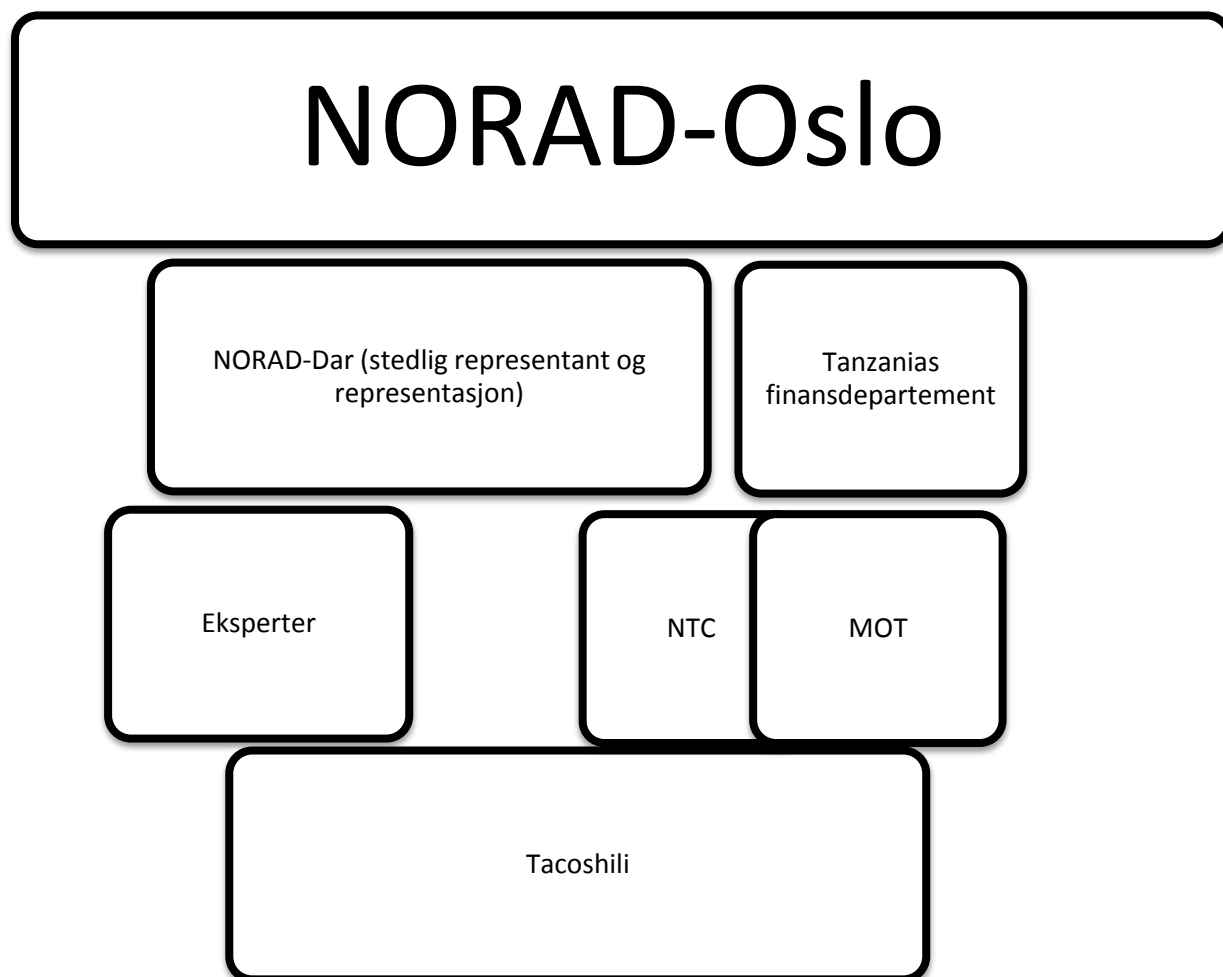 NORAD-Oslo
NORAD-Dar (stedlig representant og
representasjon)
Tanzanias
finansdepartement
Eksperter
NTC
MOT
Tacoshili